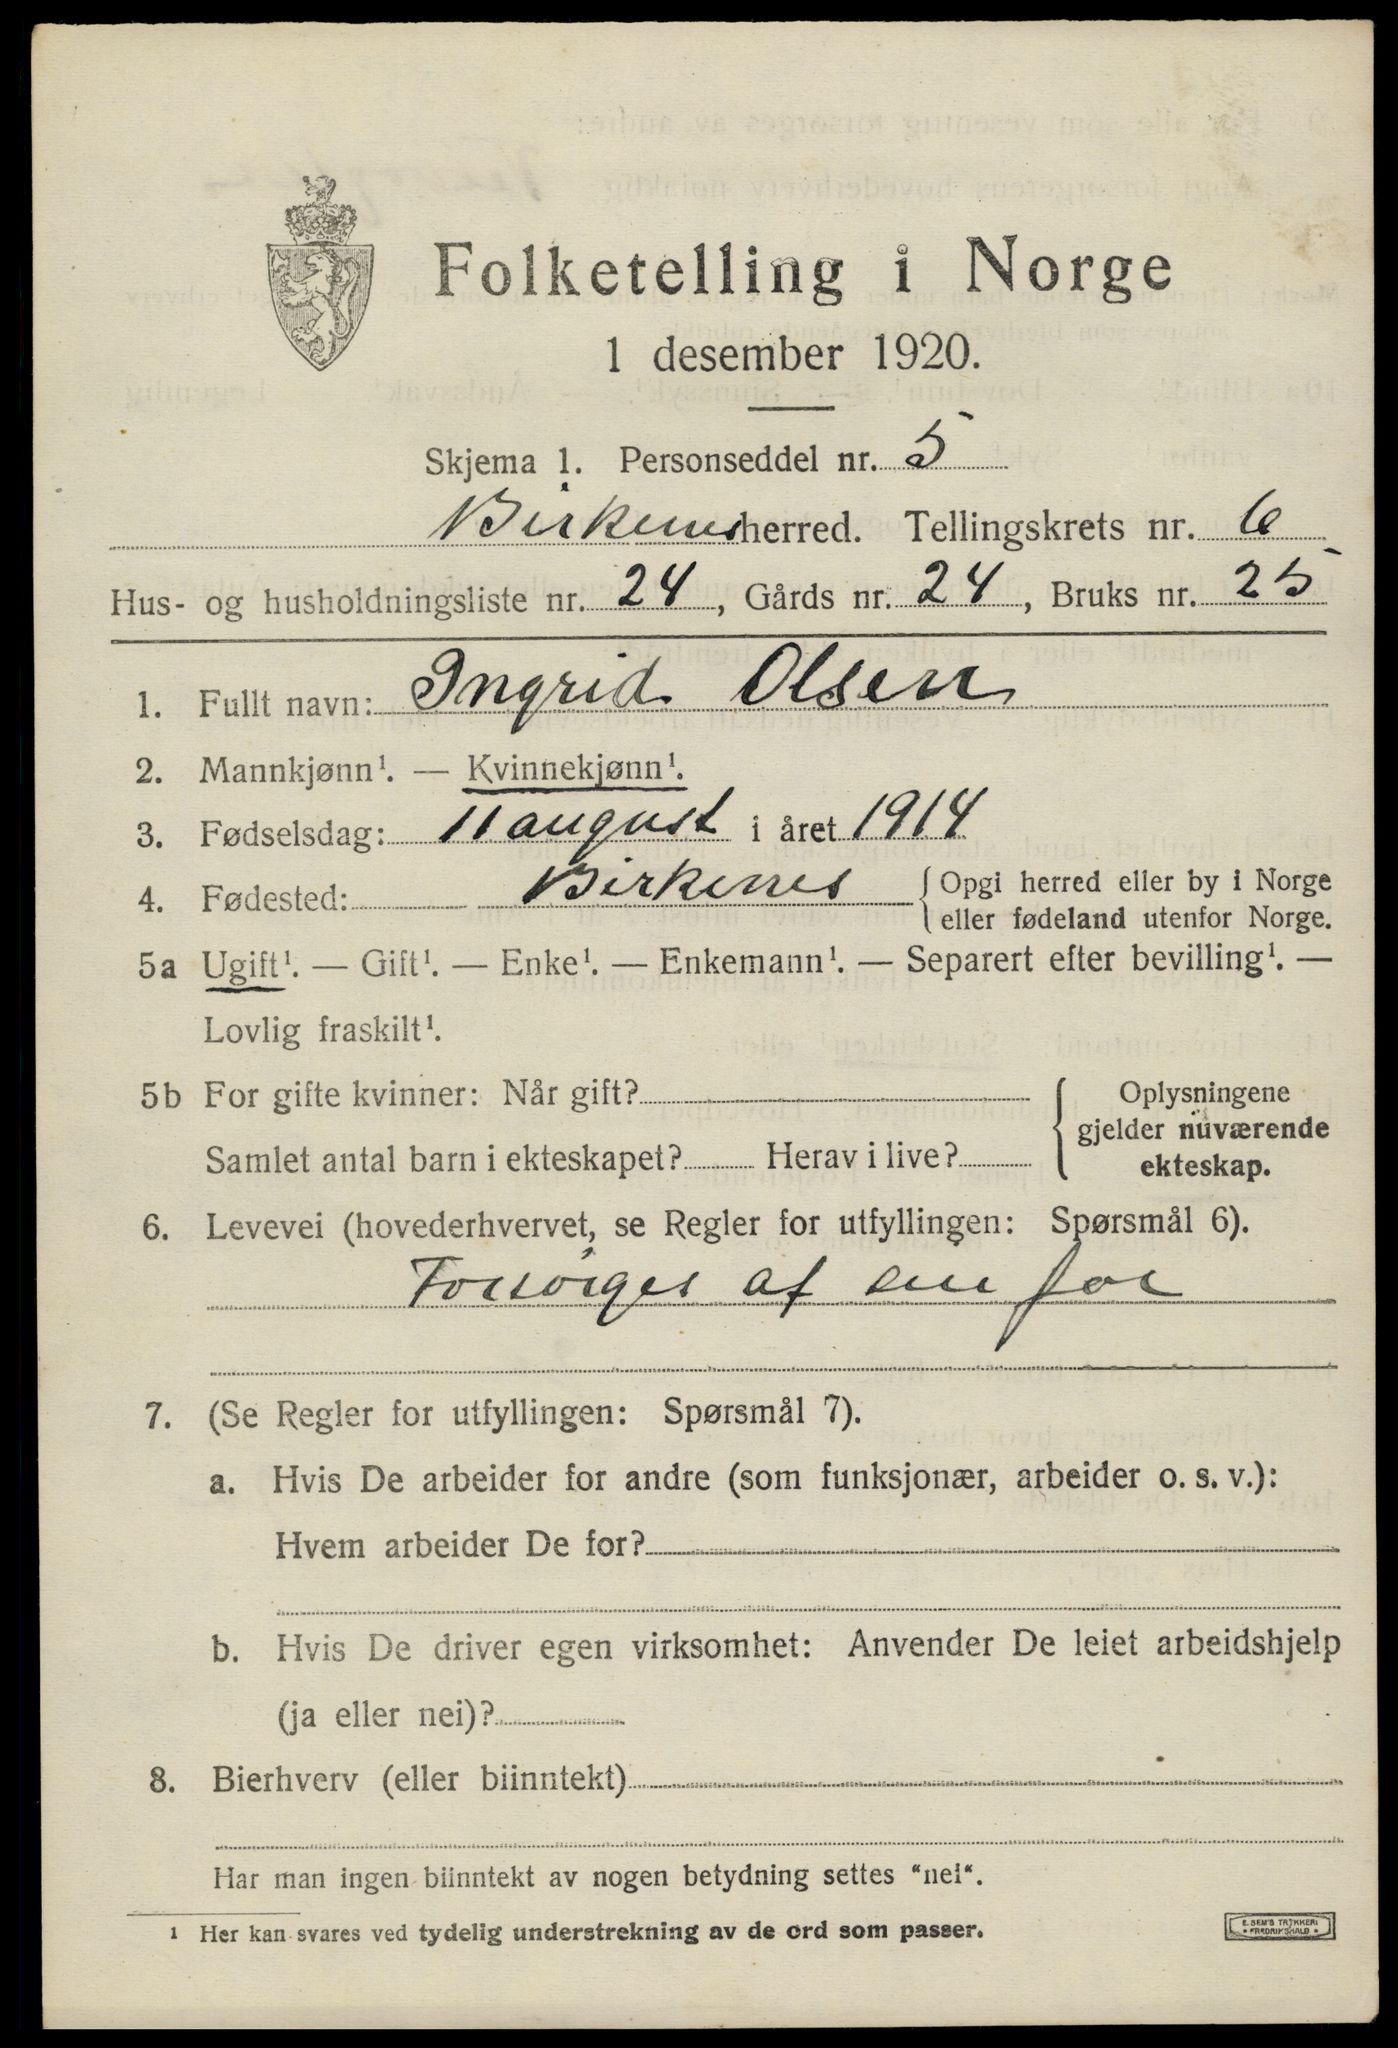 Folketelling i Norge
1 desember 1920.
Skjema 1. Personseddel nr. 5
Birkenes herred. Tellingskrets nr. 6
Hus- og husholdningsliste nr. 24, Gårds nr. 24, Bruks nr. 25
1. Fullt navn: Ingrid Olsen
2. Mannkjønn¹. — Kvinnekjønn¹.
3. Fødselsdag: 11 august i året 1914
4. Fødested: Birkenes {Opgi herred eller by i Norge
eller fødeland utenfor Norge.
5a Ugift¹. — Gift¹. — Enke¹. — Enkemann¹. — Separert efter bevilling¹. —
Lovlig fraskilt¹.
5b For gifte kvinner: Når gift? Oplysningene
gjelder nuværende
Samlet antal barn i ekteskapet? Herav i live? ekteskap.
6. Levevei (hovederhvervet, se Regler for utfyllingen: Spørsmål 6).
Forsørges af en far
7. (Se Regler for utfyllingen: Spørsmål 7).
a. Hvis De arbeider for andre (som funksjonær, arbeider o. s. v.):
Hvem arbeider De for?
b. Hvis De driver egen virksomhet: Anvender De leiet arbeidshjelp
(ja eller nei)?
8. Bierhverv (eller biinntekt)
Har man ingen biinntekt av nogen betydning settes "nei".
¹ Her kan svares ved tydelig understrekning av de ord som passer.
E. SEM'S TRYKKERI
FREDRIKSHALD